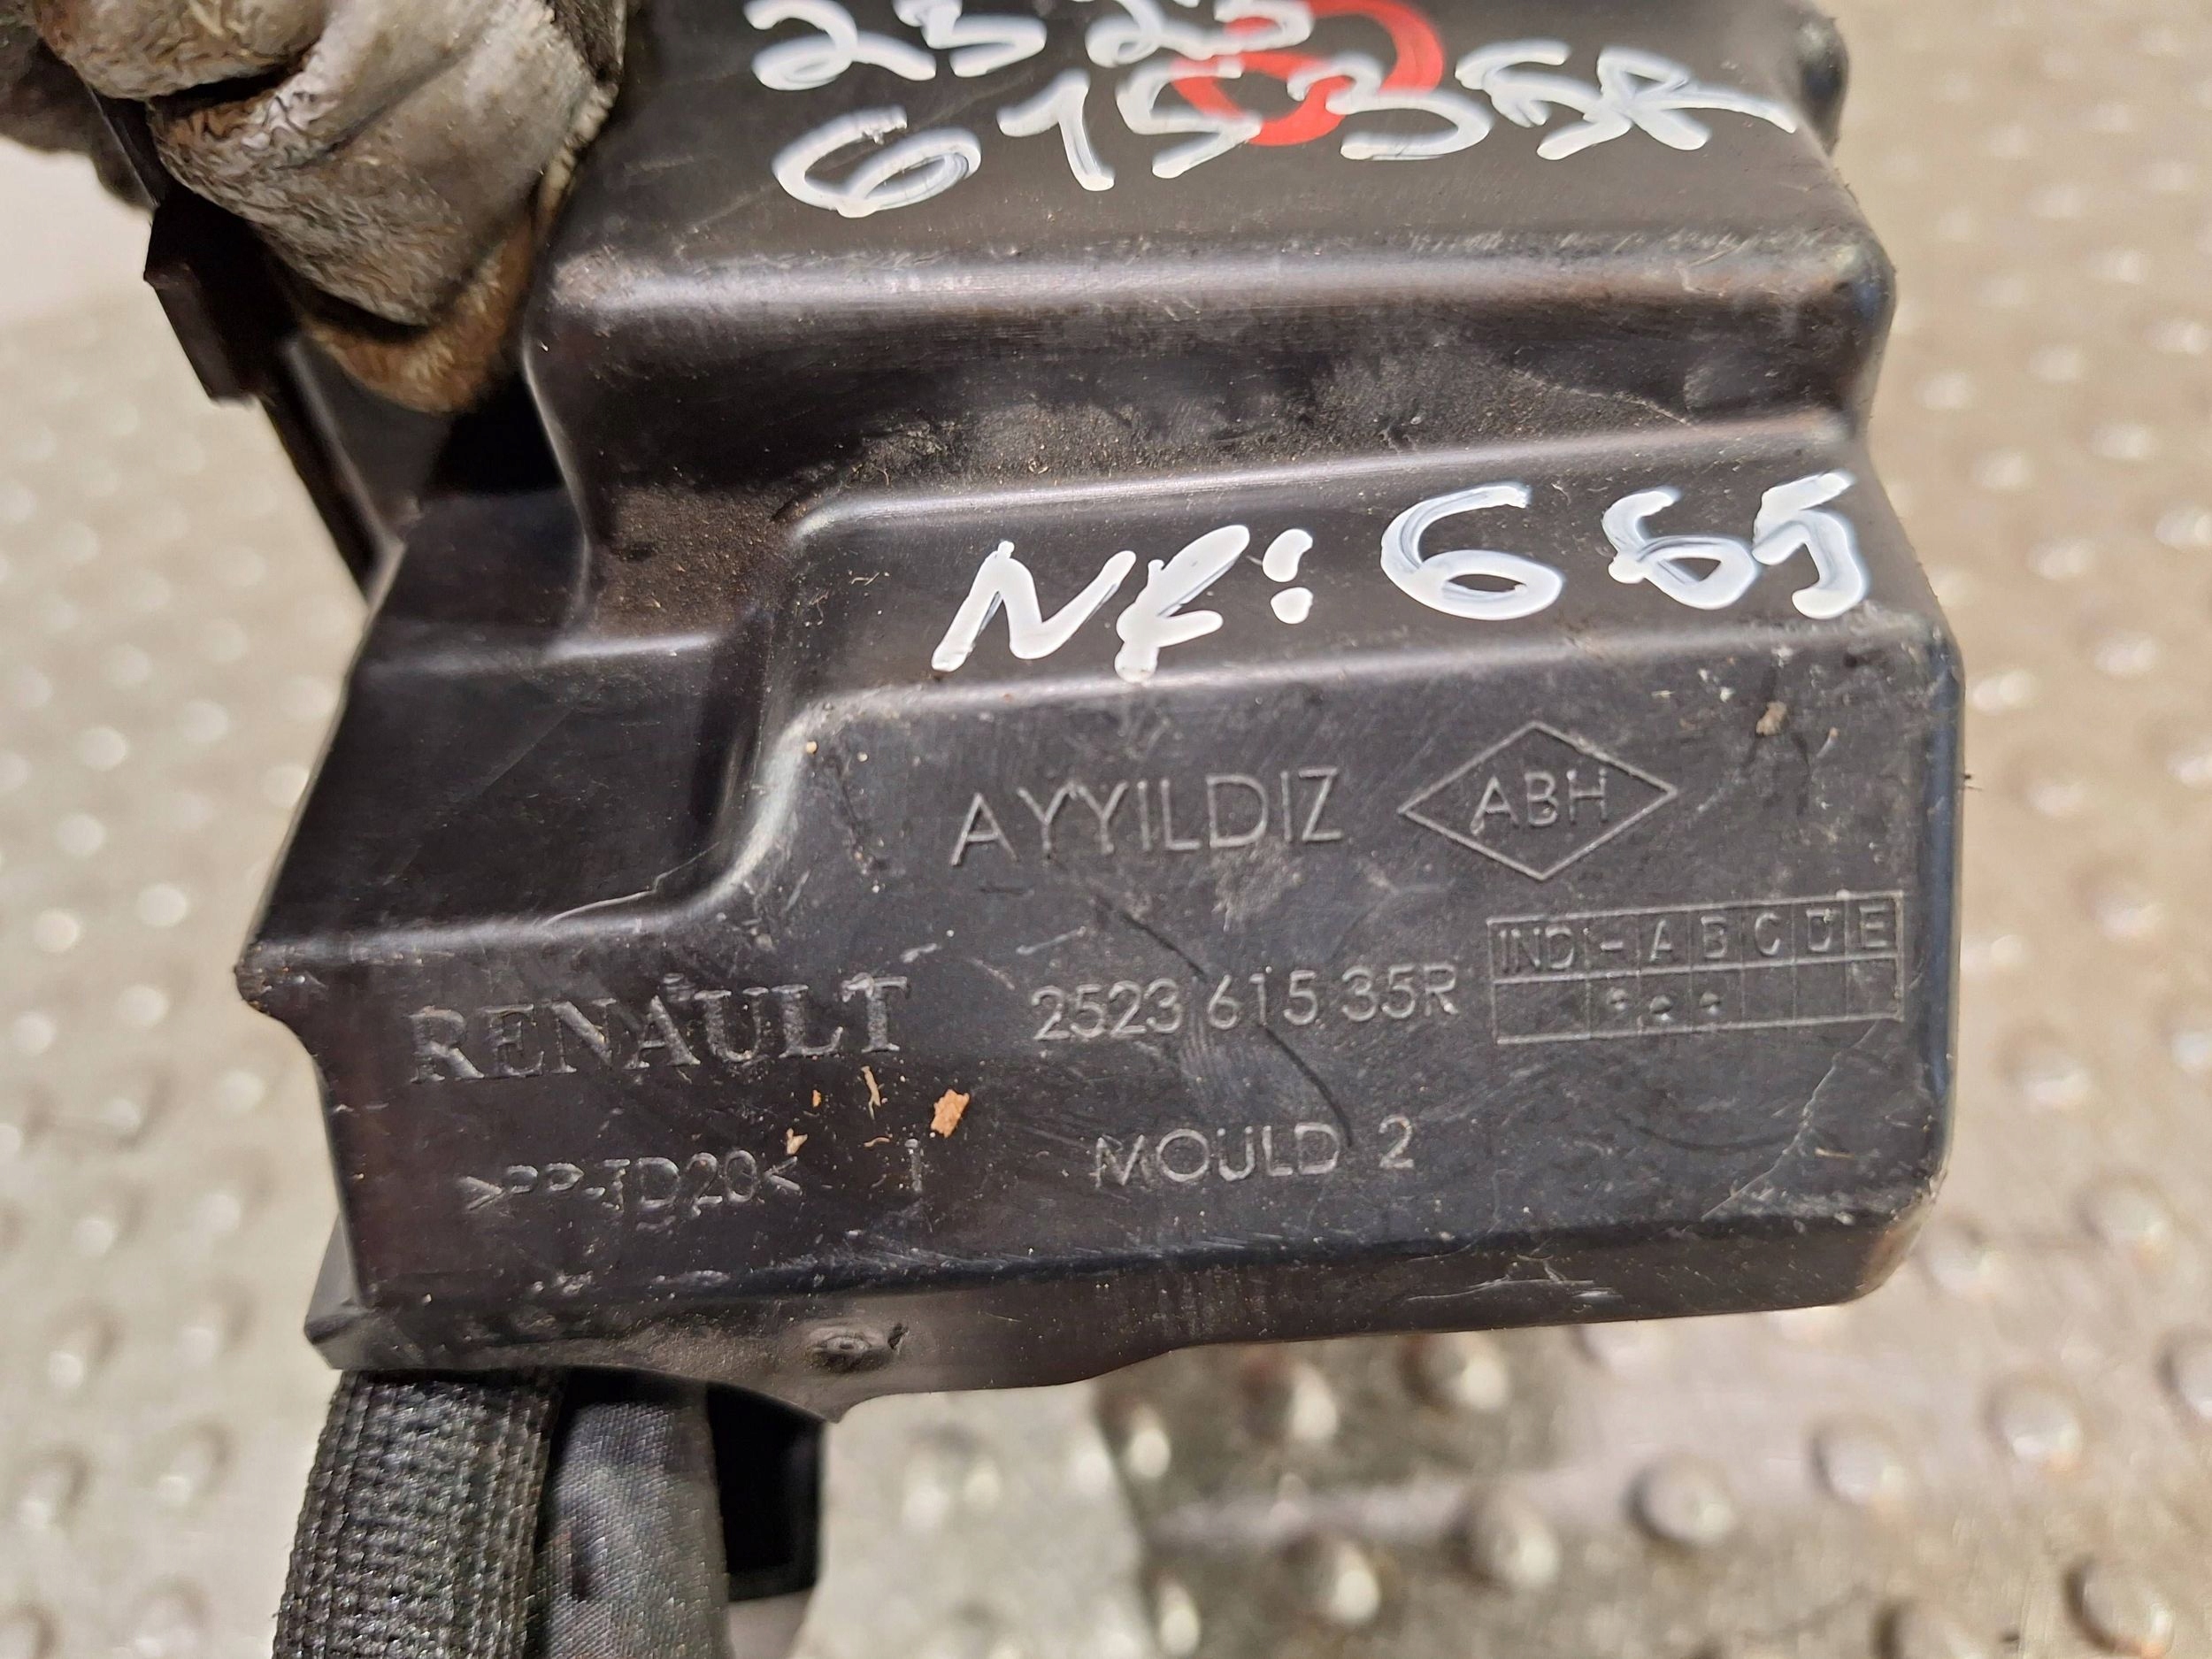 2523
615 35R
NR: 665
AYYILDIZ ABH
INDI - A B C D E
RENAULT 2523 615 35R
>PP-TD20< MOULD 2